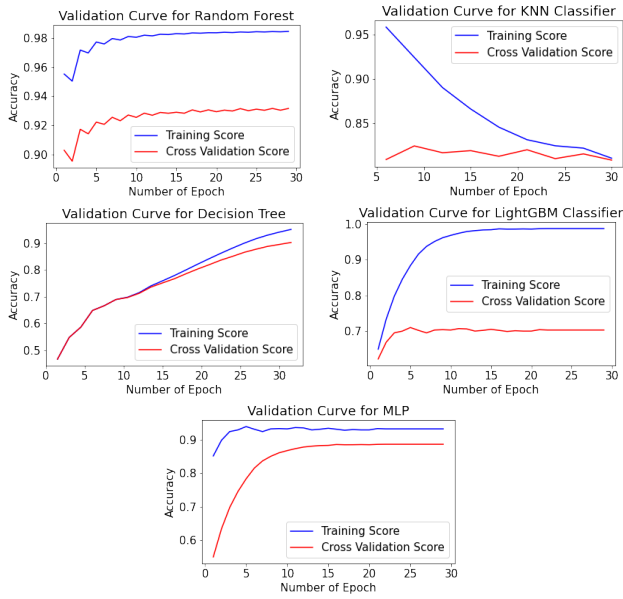 Validation Curve for Random Forest
Accuracy
0.98
0.96
0.94
0.92
0.90
Training Score
Cross Validation Score
0 5 10 15 20 25 30
Number of Epoch
Validation Curve for KNN Classifier
Accuracy
0.95
0.90
0.85
Training Score
Cross Validation Score
5 10 15 20 25 30
Number of Epoch
Validation Curve for Decision Tree
Accuracy
0.9
0.8
0.7
0.6
0.5
Training Score
Cross Validation Score
0 5 10 15 20 25 30
Number of Epoch
Validation Curve for LightGBM Classifier
Accuracy
1.0
0.9
0.8
0.7
Training Score
Cross Validation Score
0 5 10 15 20 25 30
Number of Epoch
Validation Curve for MLP
Accuracy
0.9
0.8
0.7
0.6
Training Score
Cross Validation Score
0 5 10 15 20 25 30
Number of Epoch